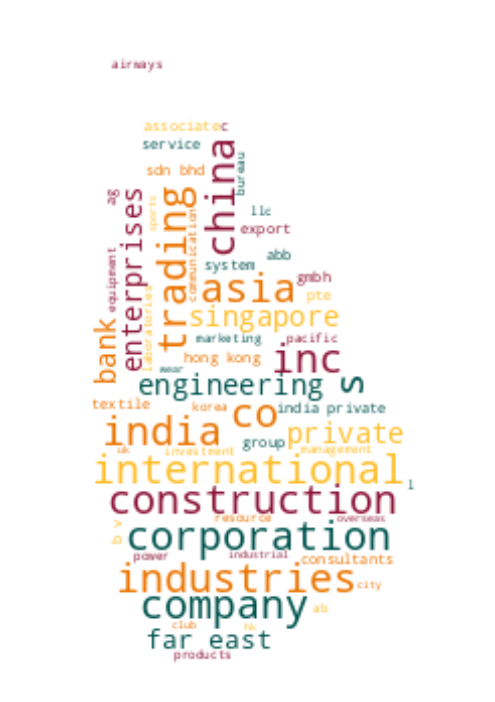 airways
associate c
service
sdn bhd
china
bureau
ag
enterprises
sports
trading
communication
llc
export
abb
system
equipment
gmbh
asia
pte
laboratories
singapore
bank
marketing
pacific
hong kong
inc
wear
engineering
s
textile
korea
co
india private
india
group
private
uk
investment
management
international
l
construction
resource
overseas
b v
corporation
power
industrial
consultants
industries
city
company
ab
club
hk
far east
products